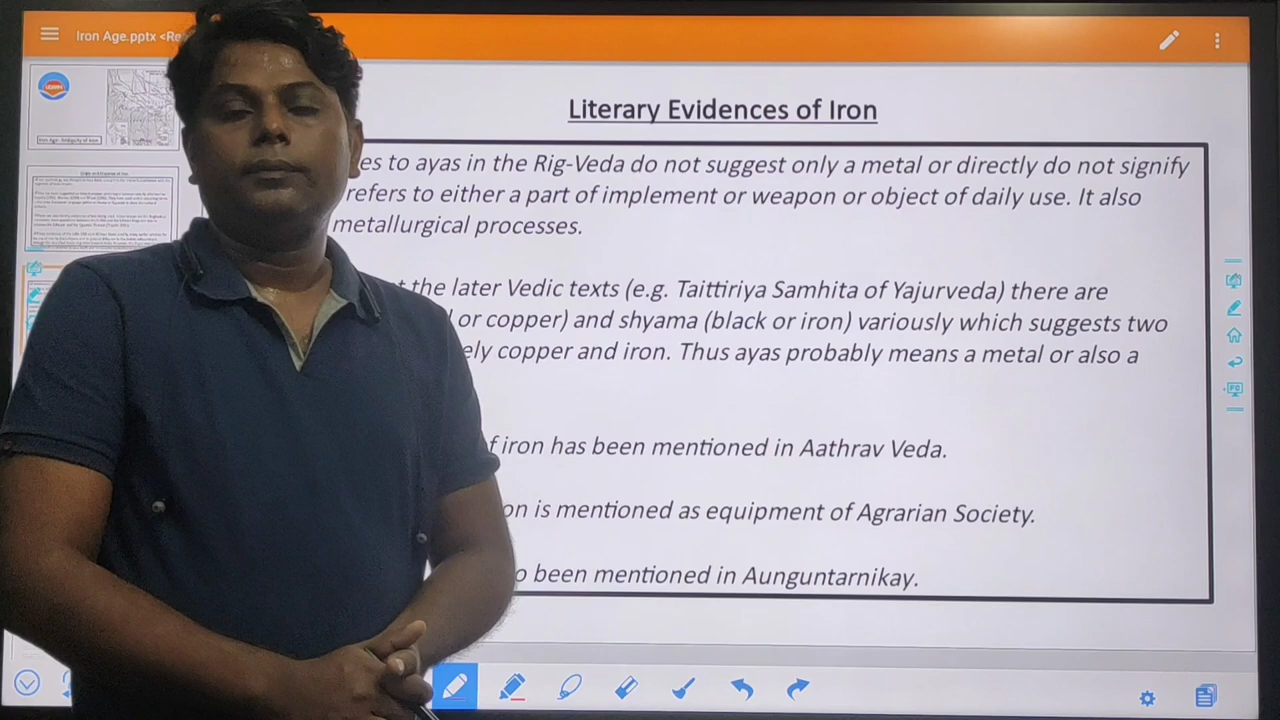 Iron Age.pptx <Re
Literary Evidences of Iron
es to ayas in the Rig-Veda do not suggest only a metal or directly do not signify
refers to either a part of implement or weapon or object of daily use. It also
metallurgical processes.
the later Vedic texts (e.g. Taittiriya Samhita of Yajurveda) there are
or copper) and shyama (black or iron) variously which suggests two
ely copper and iron. Thus ayas probably means a metal or also a
of iron has been mentioned in Aathrav Veda.
on is mentioned as equipment of Agrarian Society.
o been mentioned in Aunguntarnikay.